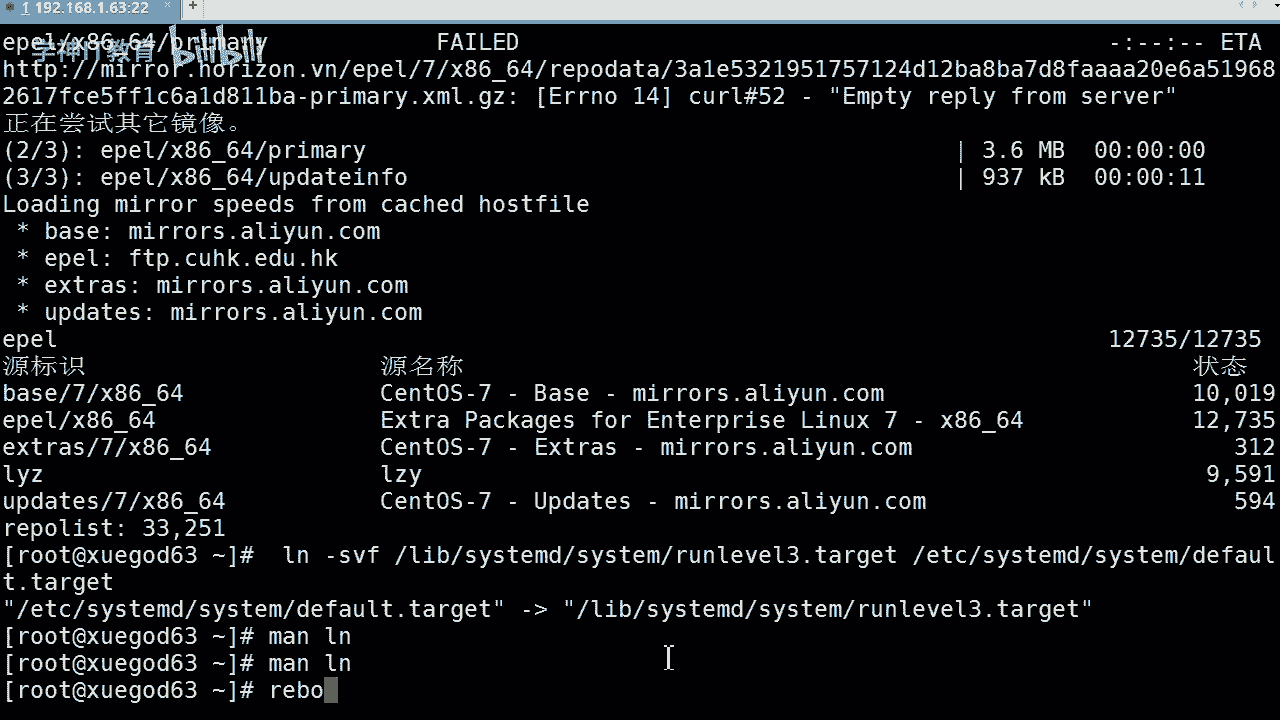 1 192.168.1.63:22 × +
epel/x86_64/primary FAILED -:--:-- ETA
学神IT教育 bilibili
http://mirror.horizon.vn/epel/7/x86_64/repodata/3a1e5321951757124d12ba8ba7d8faaaa20e6a51968
2617fce5ff1c6a1d811ba-primary.xml.gz: [Errno 14] curl#52 - "Empty reply from server"
正在尝试其它镜像。
(2/3): epel/x86_64/primary | 3.6 MB 00:00:00
(3/3): epel/x86_64/updateinfo | 937 kB 00:00:11
Loading mirror speeds from cached hostfile
* base: mirrors.aliyun.com
* epel: ftp.cuhk.edu.hk
* extras: mirrors.aliyun.com
* updates: mirrors.aliyun.com
epel 12735/12735
源标识 源名称 状态
base/7/x86_64 CentOS-7 - Base - mirrors.aliyun.com 10,019
epel/x86_64 Extra Packages for Enterprise Linux 7 - x86_64 12,735
extras/7/x86_64 CentOS-7 - Extras - mirrors.aliyun.com 312
lyz lzy 9,591
updates/7/x86_64 CentOS-7 - Updates - mirrors.aliyun.com 594
repolist: 33,251
[root@xuegod63 ~]#  ln -svf /lib/systemd/system/runlevel3.target /etc/systemd/system/defaul
t.target
"/etc/systemd/system/default.target" -> "/lib/systemd/system/runlevel3.target"
[root@xuegod63 ~]# man ln
[root@xuegod63 ~]# man ln
[root@xuegod63 ~]# rebo